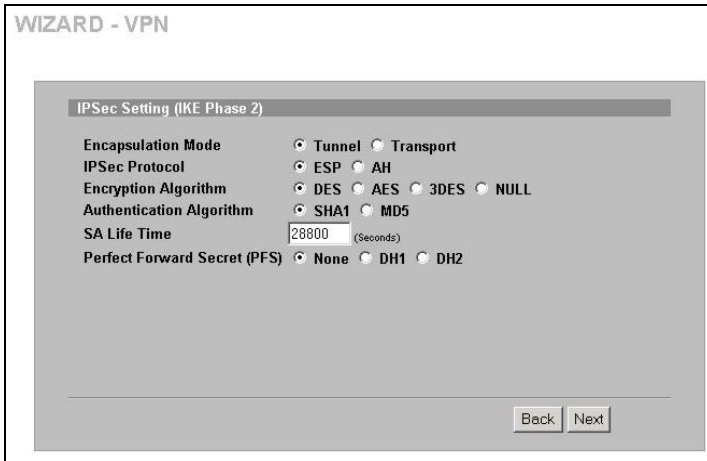 WIZARD - VPN
IPSec Setting (IKE Phase 2)
Encapsulation Mode Tunnel Transport
IPSec Protocol ESP AH
Encryption Algorithm DES AES 3DES NULL
Authentication Algorithm SHA1 MD5
SA Life Time 28800 (Seconds)
Perfect Forward Secret (PFS) None DH1 DH2
Back Next